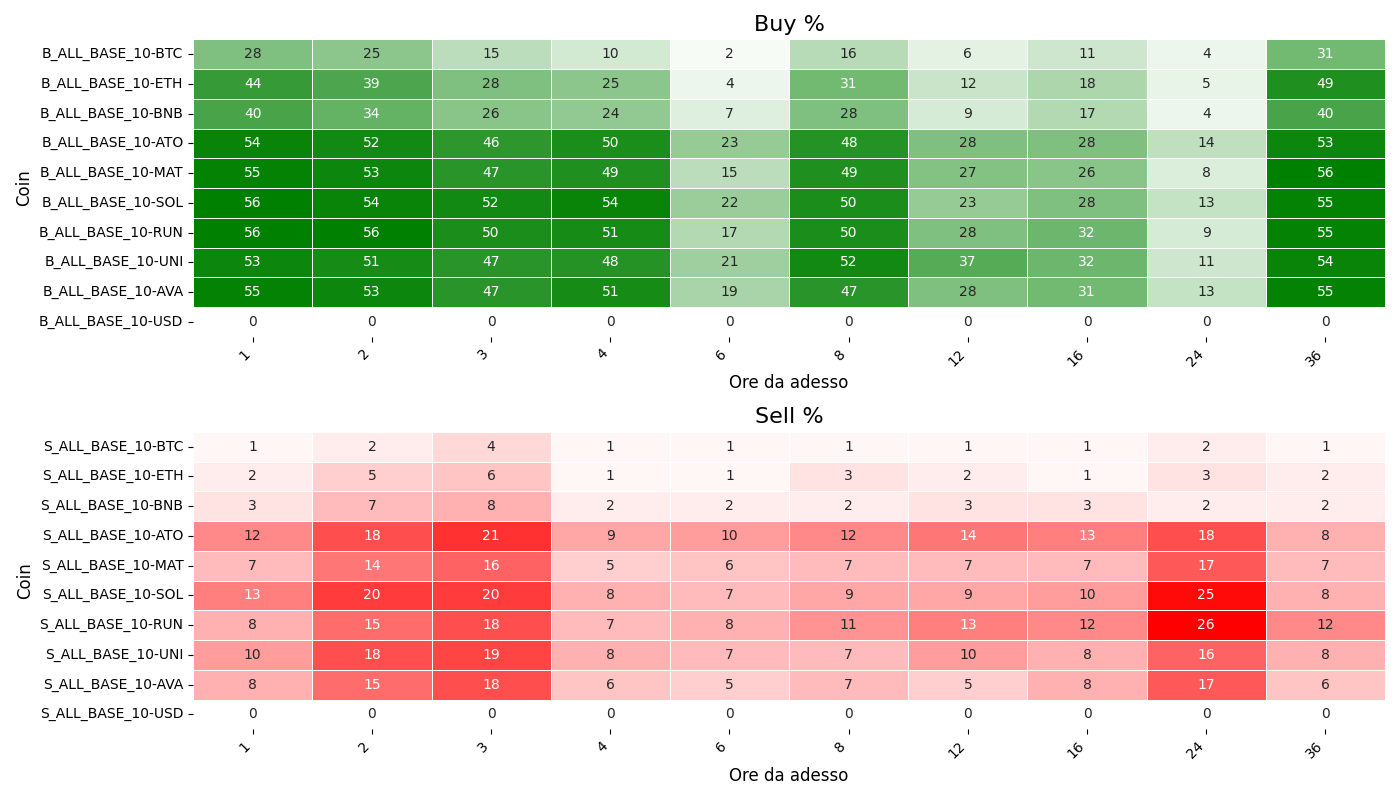 Buy %
Coin
B_ALL_BASE_10-BTC 28 25 15 10 2 16 6 11 4 31
B_ALL_BASE_10-ETH 44 39 28 25 4 31 12 18 5 49
B_ALL_BASE_10-BNB 40 34 26 24 7 28 9 17 4 40
B_ALL_BASE_10-ATO 54 52 46 50 23 48 28 28 14 53
B_ALL_BASE_10-MAT 55 53 47 49 15 49 27 26 8 56
B_ALL_BASE_10-SOL 56 54 52 54 22 50 23 28 13 55
B_ALL_BASE_10-RUN 56 56 50 51 17 50 28 32 9 55
B_ALL_BASE_10-UNI 53 51 47 48 21 52 37 32 11 54
B_ALL_BASE_10-AVA 55 53 47 51 19 47 28 31 13 55
B_ALL_BASE_10-USD 0 0 0 0 0 0 0 0 0 0
1 2 3 4 6 8 12 16 24 36
Ore da adesso
Sell %
Coin
S_ALL_BASE_10-BTC 1 2 4 1 1 1 1 1 2 1
S_ALL_BASE_10-ETH 2 5 6 1 1 3 2 1 3 2
S_ALL_BASE_10-BNB 3 7 8 2 2 2 3 3 2 2
S_ALL_BASE_10-ATO 12 18 21 9 10 12 14 13 18 8
S_ALL_BASE_10-MAT 7 14 16 5 6 7 7 7 17 7
S_ALL_BASE_10-SOL 13 20 20 8 7 9 9 10 25 8
S_ALL_BASE_10-RUN 8 15 18 7 8 11 13 12 26 12
S_ALL_BASE_10-UNI 10 18 19 8 7 7 10 8 16 8
S_ALL_BASE_10-AVA 8 15 18 6 5 7 5 8 17 6
S_ALL_BASE_10-USD 0 0 0 0 0 0 0 0 0 0
1 2 3 4 6 8 12 16 24 36
Ore da adesso